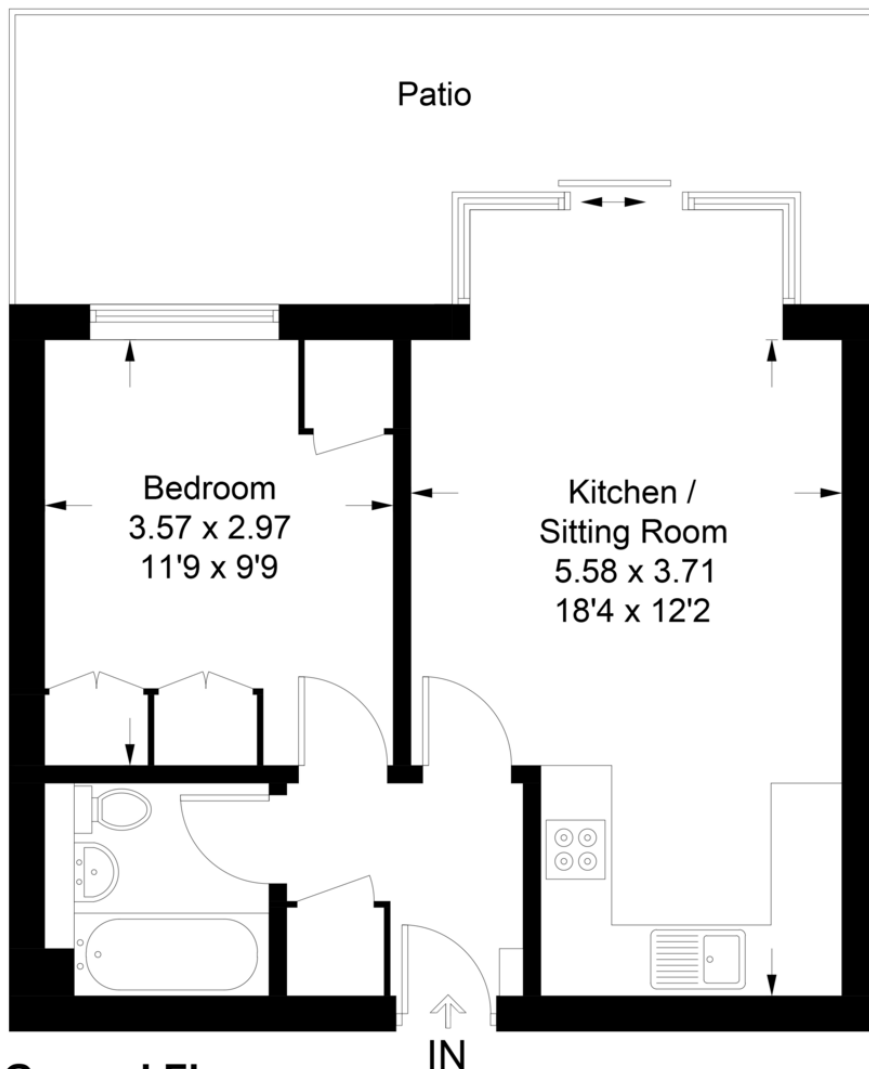 Patio
Bedroom
3.57 x 2.97
11'9 x 9'9
Kitchen /
Sitting Room
5.58 x 3.71
18'4 x 12'2
IN